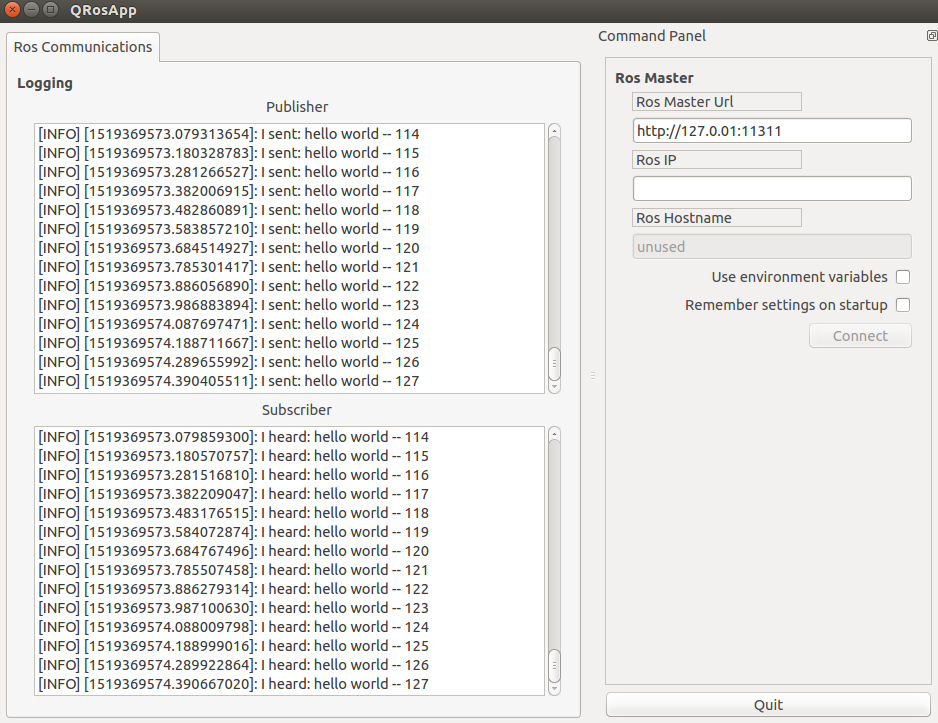 QRosApp
Ros Communications
Logging
Publisher
[INFO] [1519369573.079313654]: I sent: hello world -- 114
[INFO] [1519369573.180328783]: I sent: hello world -- 115
[INFO] [1519369573.281266527]: I sent: hello world -- 116
[INFO] [1519369573.382006915]: I sent: hello world -- 117
[INFO] [1519369573.482860891]: I sent: hello world -- 118
[INFO] [1519369573.583857210]: I sent: hello world -- 119
[INFO] [1519369573.684514927]: I sent: hello world -- 120
[INFO] [1519369573.785301417]: I sent: hello world -- 121
[INFO] [1519369573.886056890]: I sent: hello world -- 122
[INFO] [1519369573.986883894]: I sent: hello world -- 123
[INFO] [1519369574.087697471]: I sent: hello world -- 124
[INFO] [1519369574.188711667]: I sent: hello world -- 125
[INFO] [1519369574.289655992]: I sent: hello world -- 126
[INFO] [1519369574.390405511]: I sent: hello world -- 127
Subscriber
[INFO] [1519369573.079859300]: I heard: hello world -- 114
[INFO] [1519369573.180570757]: I heard: hello world -- 115
[INFO] [1519369573.281516810]: I heard: hello world -- 116
[INFO] [1519369573.382209047]: I heard: hello world -- 117
[INFO] [1519369573.483176515]: I heard: hello world -- 118
[INFO] [1519369573.584072874]: I heard: hello world -- 119
[INFO] [1519369573.684767496]: I heard: hello world -- 120
[INFO] [1519369573.785507458]: I heard: hello world -- 121
[INFO] [1519369573.886279314]: I heard: hello world -- 122
[INFO] [1519369573.987100630]: I heard: hello world -- 123
[INFO] [1519369574.088009798]: I heard: hello world -- 124
[INFO] [1519369574.188999016]: I heard: hello world -- 125
[INFO] [1519369574.289922864]: I heard: hello world -- 126
[INFO] [1519369574.390667020]: I heard: hello world -- 127
Command Panel
Ros Master
Ros Master Url
http://127.0.01:11311
Ros IP
Ros Hostname
unused
Use environment variables
Remember settings on startup
Connect
Quit